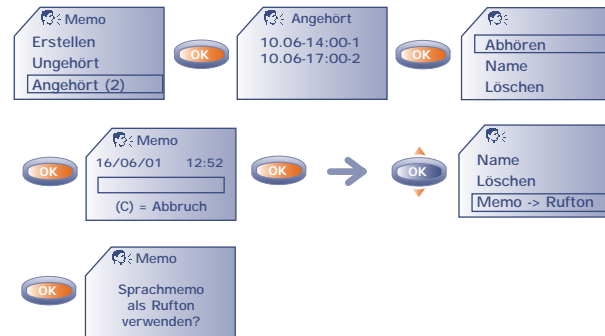 Memo
Erstellen
Ungehört
Angehört (2)
OK
Angehört
10.06-14:00-1
10.06-17:00-2
OK
Abhören
Name
Löschen
OK
Memo
16/06/01 12:52
(C) = Abbruch
OK
OK
Name
Löschen
Memo -> Rufton
OK
Memo
Sprachmemo
als Rufton
verwenden?